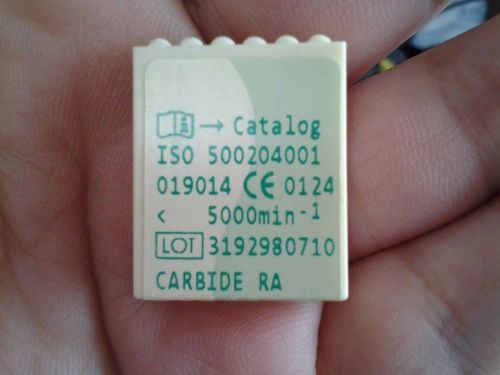 → Catalog
ISO 500204001
019014 CE 0124
< 5000min-1
LOT 3192980710
CARBIDE RA